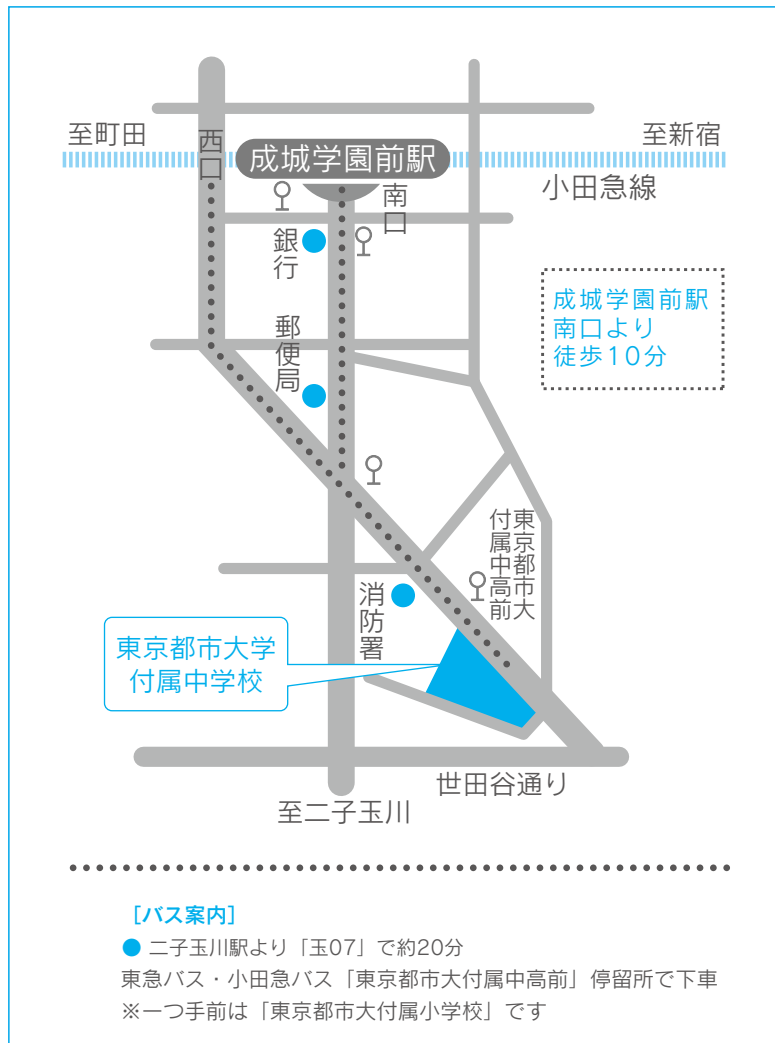 至町田
西口
成城学園前駅
至新宿
小田急線
南口
銀行
成城学園前駅
南口より
徒歩10分
郵便局
東京都市大
付属中高前
消防署
東京都市大学
付属中学校
世田谷通り
至二子玉川
［バス案内］
● 二子玉川駅より「玉07」で約20分
東急バス・小田急バス「東京都市大付属中高前」停留所で下車
※一つ手前は「東京都市大付属小学校」です